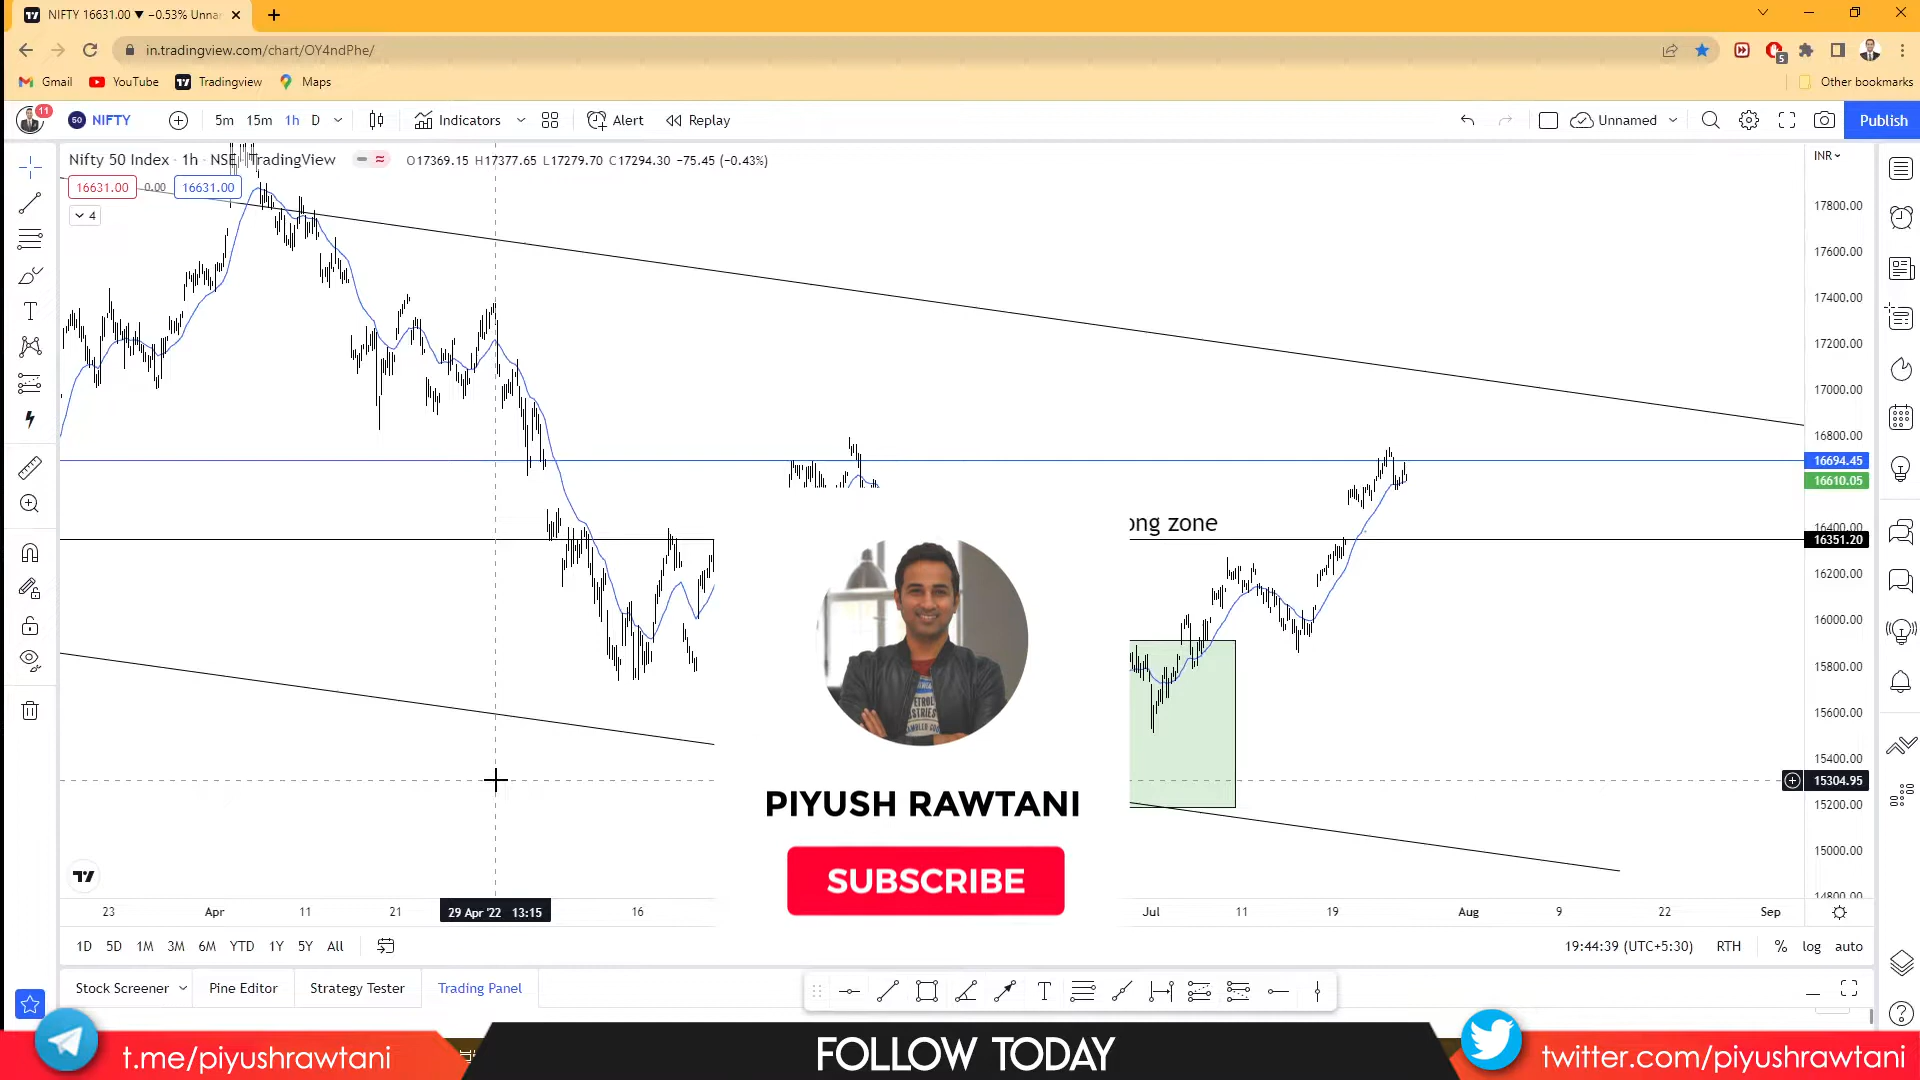 NIFTY 16631.00 ▼ −0.53% Unna
in.tradingview.com/chart/OY4ndPhe/
5
Gmail YouTube Tradingview Maps Other bookmarks
11 50 NIFTY 5m 15m 1h D Indicators Alert Replay Unnamed Publish
Nifty 50 Index · 1h · NSE TradingView O17369.15 H17377.65 L17279.70 C17294.30 −75.45 (−0.43%) INR
16631.00 0.00 16631.00
4
17800.00
17600.00
17400.00
17200.00
17000.00
16800.00
16694.45
16610.05
ong zone
16400.00
16351.20
16200.00
16000.00
15800.00
15600.00
15400.00
15304.95
15200.00
15000.00
14800.00
PETROL
PIYUSH RAWTANI
SUBSCRIBE
23 Apr 11 21 29 Apr '22 13:15 16 Jul 11 19 Aug 9 22 Sep
1D 5D 1M 3M 6M YTD 1Y 5Y All 19:44:39 (UTC+5:30) RTH % log auto
Stock Screener Pine Editor Strategy Tester Trading Panel
t.me/piyushrawtani FOLLOW TODAY twitter.com/piyushrawtani